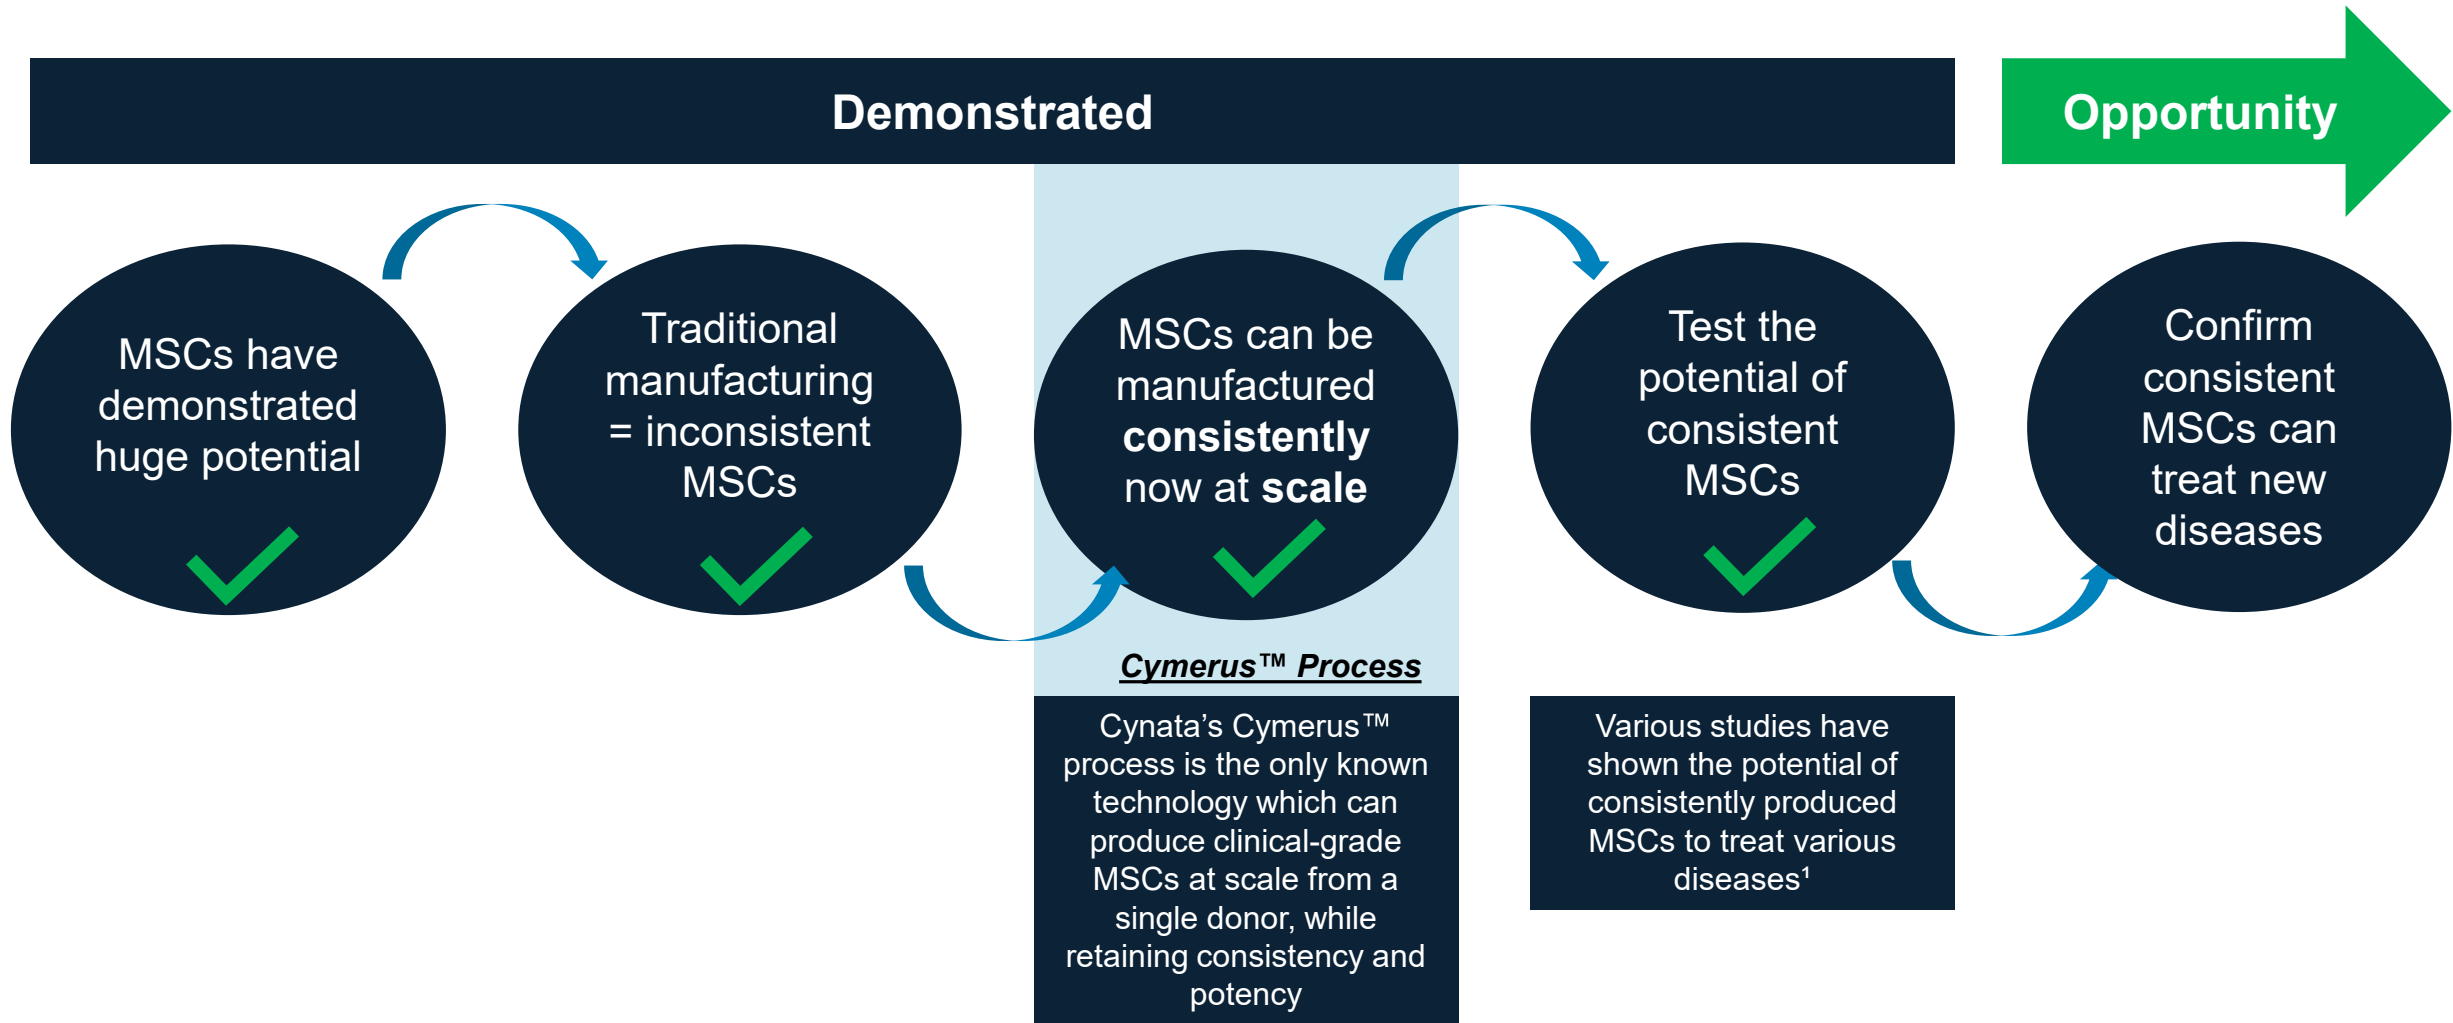 Demonstrated
Opportunity
MSCs have
demonstrated
huge potential
Traditional
manufacturing
= inconsistent
MSCs
MSCs can be
manufactured
consistently
now at scale
Test the
potential of
consistent
MSCs
Confirm
consistent
MSCs can
treat new
diseases
Cymerus™ Process
Cynata’s Cymerus™
process is the only known
technology which can
produce clinical-grade
MSCs at scale from a
single donor, while
retaining consistency and
potency
Various studies have
shown the potential of
consistently produced
MSCs to treat various
diseases¹